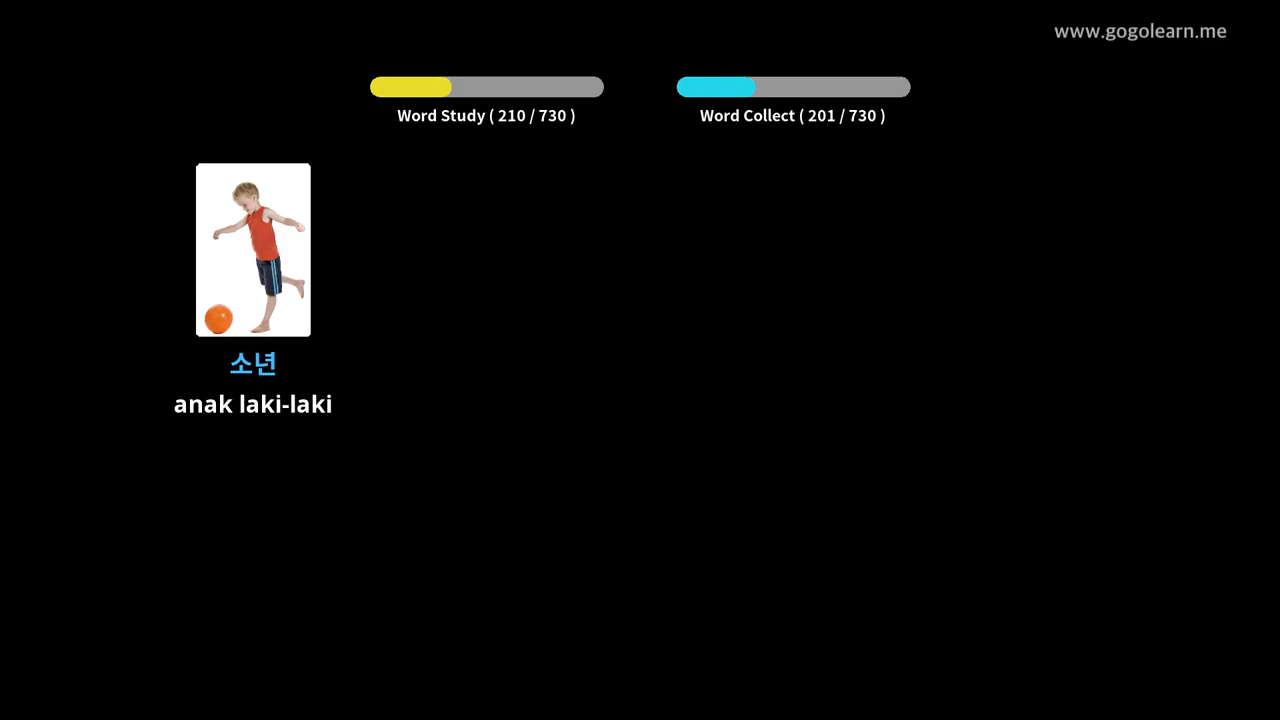 www.gogolearn.me
Word Study ( 210 / 730 )
Word Collect ( 201 / 730 )
소년
anak laki-laki